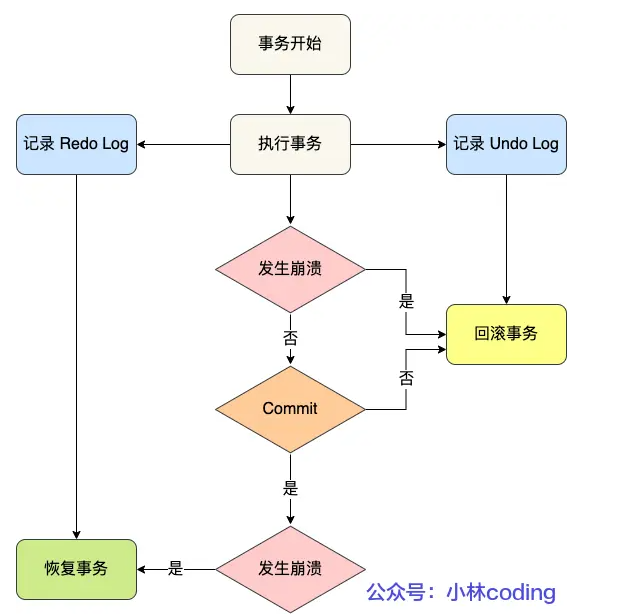 事务开始
记录 Redo Log
执行事务
记录 Undo Log
发生崩溃
是
回滚事务
否
否
Commit
是
恢复事务
是
发生崩溃
公众号：小林coding